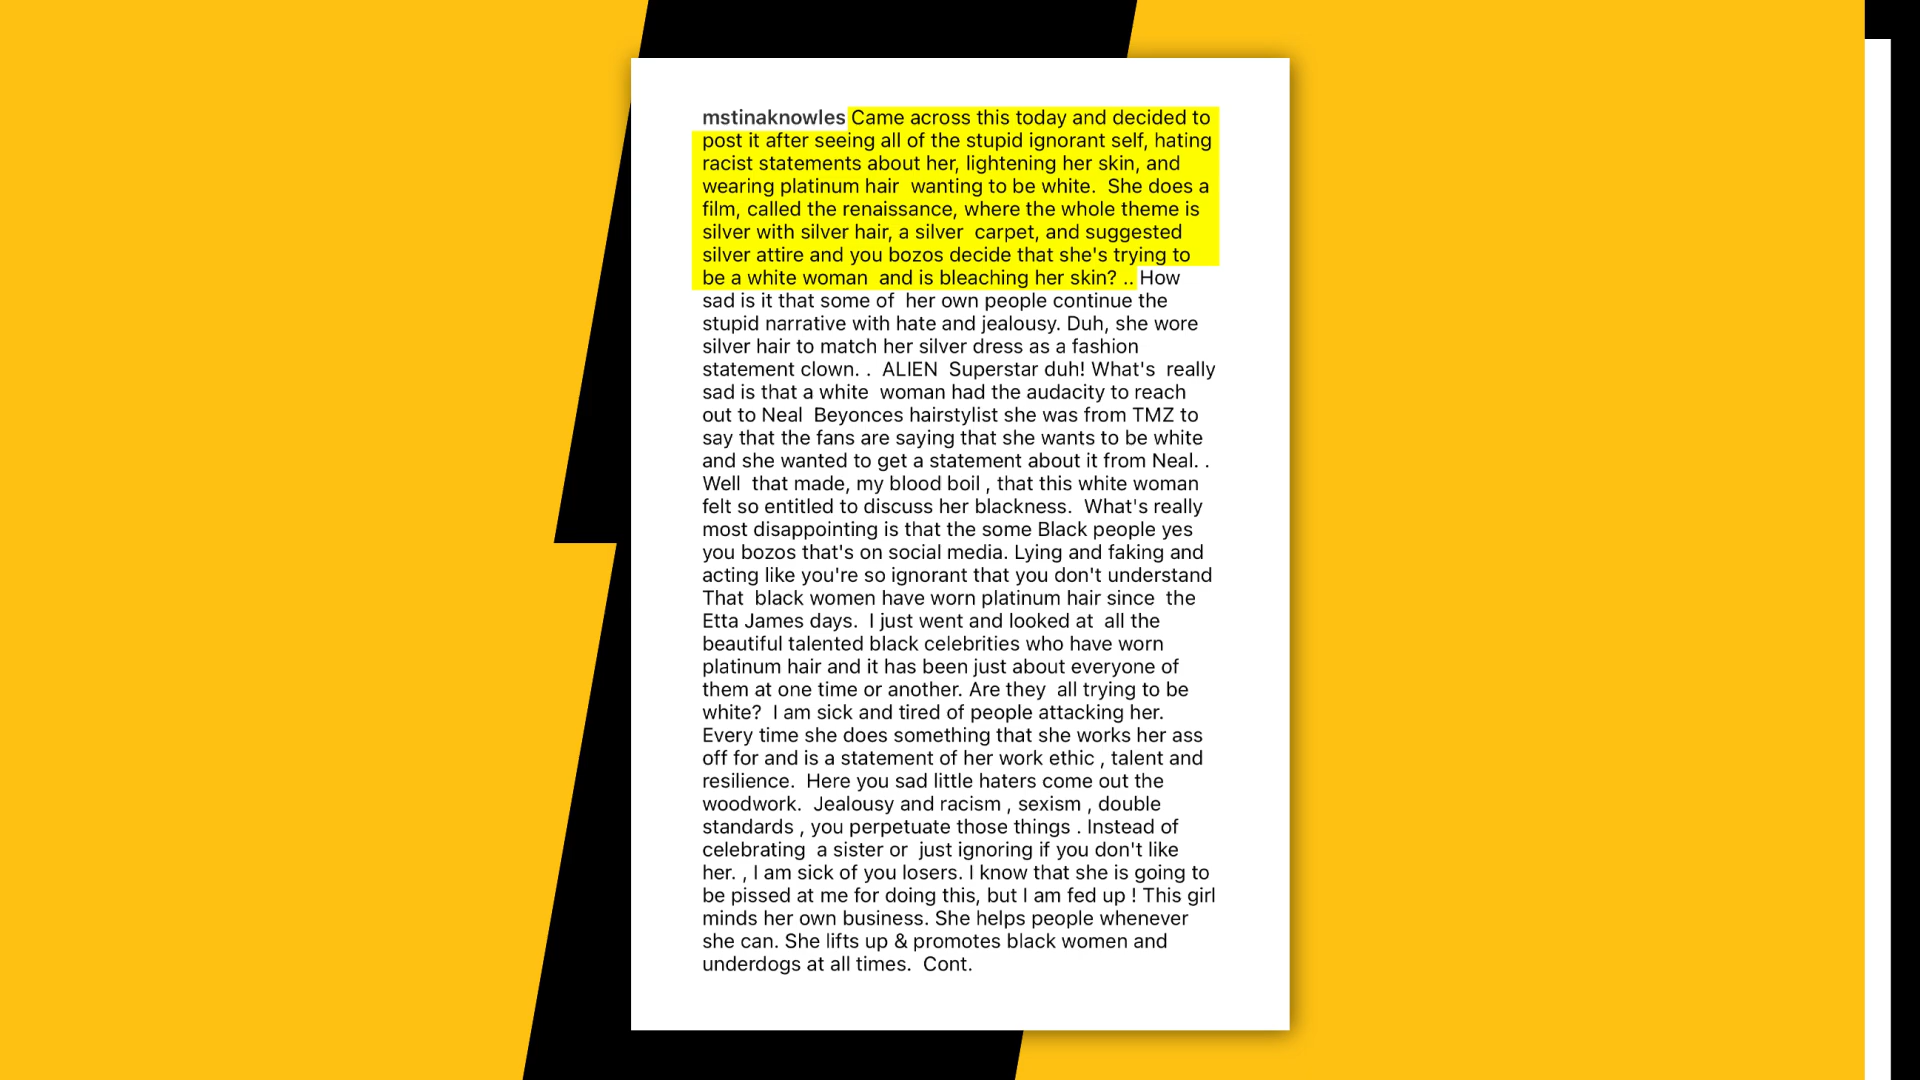 mstinaknowles Came across this today and decided to
post it after seeing all of the stupid ignorant self, hating
racist statements about her, lightening her skin, and
wearing platinum hair  wanting to be white.  She does a
film, called the renaissance, where the whole theme is
silver with silver hair, a silver  carpet, and suggested
silver attire and you bozos decide that she's trying to
be a white woman  and is bleaching her skin? .. How
sad is it that some of  her own people continue the
stupid narrative with hate and jealousy. Duh, she wore
silver hair to match her silver dress as a fashion
statement clown. .  ALIEN  Superstar duh! What's  really
sad is that a white  woman had the audacity to reach
out to Neal  Beyonces hairstylist she was from TMZ to
say that the fans are saying that she wants to be white
and she wanted to get a statement about it from Neal. .
Well  that made, my blood boil , that this white woman
felt so entitled to discuss her blackness.  What's really
most disappointing is that the some Black people yes
you bozos that's on social media. Lying and faking and
acting like you're so ignorant that you don't understand
That  black women have worn platinum hair since  the
Etta James days.  I just went and looked at  all the
beautiful talented black celebrities who have worn
platinum hair and it has been just about everyone of
them at one time or another. Are they  all trying to be
white?  I am sick and tired of people attacking her.
Every time she does something that she works her ass
off for and is a statement of her work ethic , talent and
resilience.  Here you sad little haters come out the
woodwork.  Jealousy and racism , sexism , double
standards , you perpetuate those things . Instead of
celebrating  a sister or  just ignoring if you don't like
her. , I am sick of you losers. I know that she is going to
be pissed at me for doing this, but I am fed up ! This girl
minds her own business. She helps people whenever
she can. She lifts up & promotes black women and
underdogs at all times.  Cont.